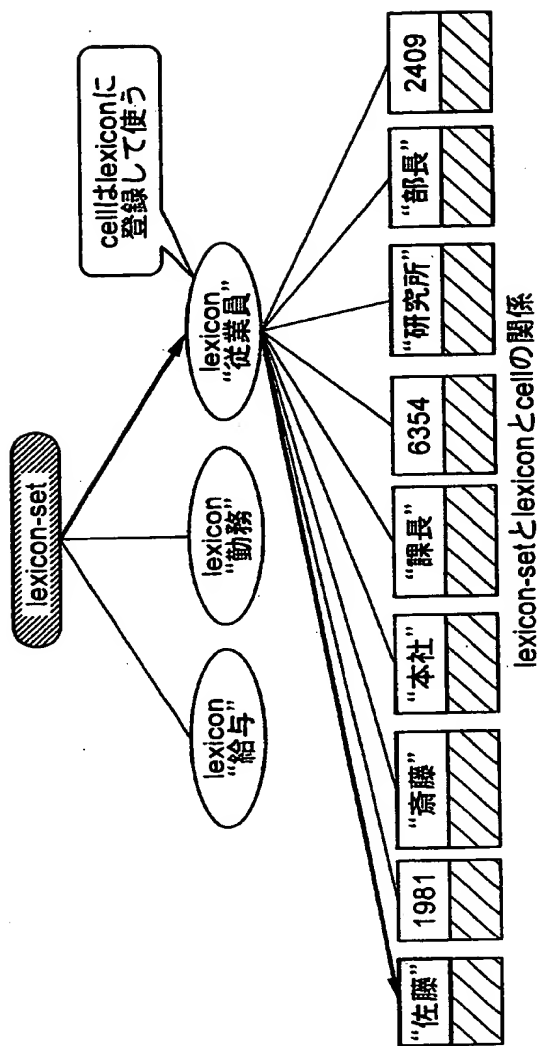 lexicon-set
cellはlexiconに
登録して使う
lexicon
“給与”
lexicon
“勤務”
lexicon
“従業員”
“佐藤”
1981
“斎藤”
“本社”
“課長”
6354
“研究所”
“部長”
2409
lexicon-setとlexiconとcellの関係